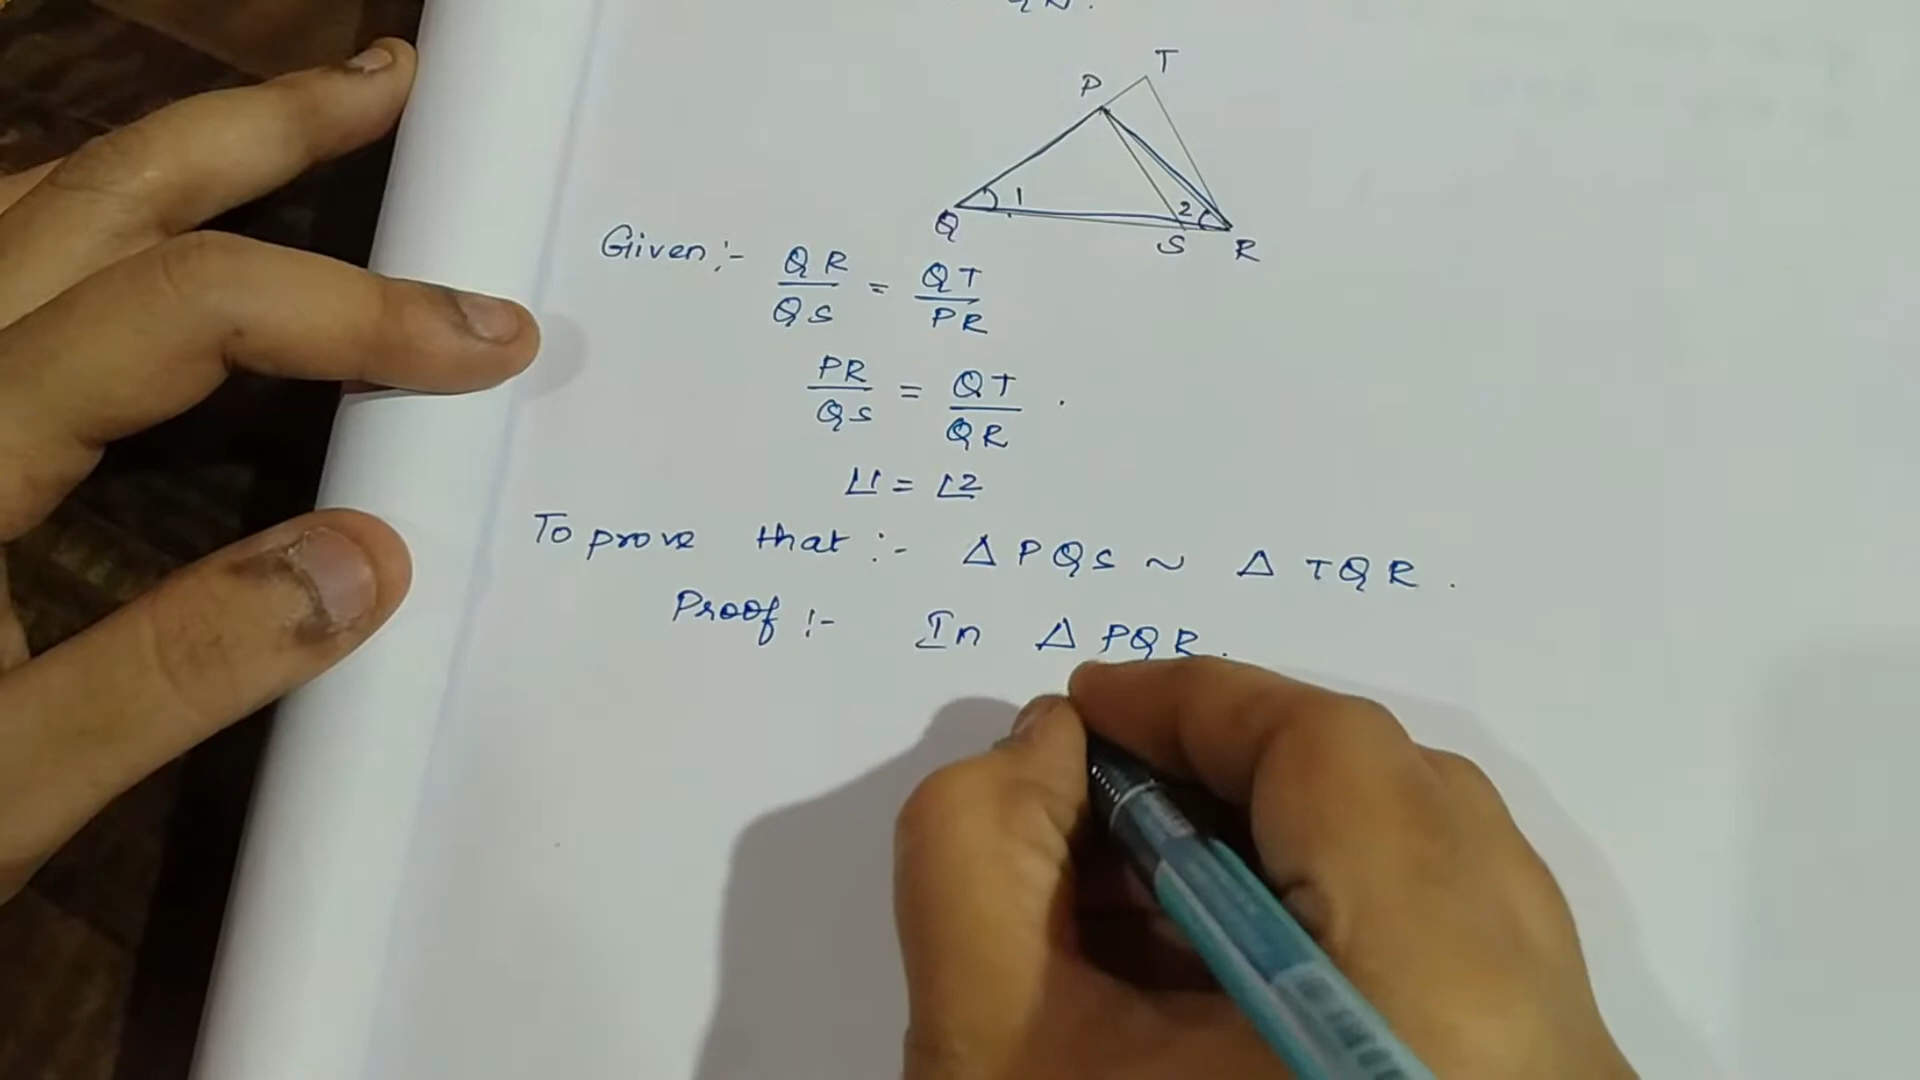 T
P
1
2
Q
S
R
Given :- QR/QS = QT/PR
PR/QS = QT/QR .
∠1 = ∠2
To prove that :- Δ PQS ~ Δ TQR .
Proof :- In Δ PQR .